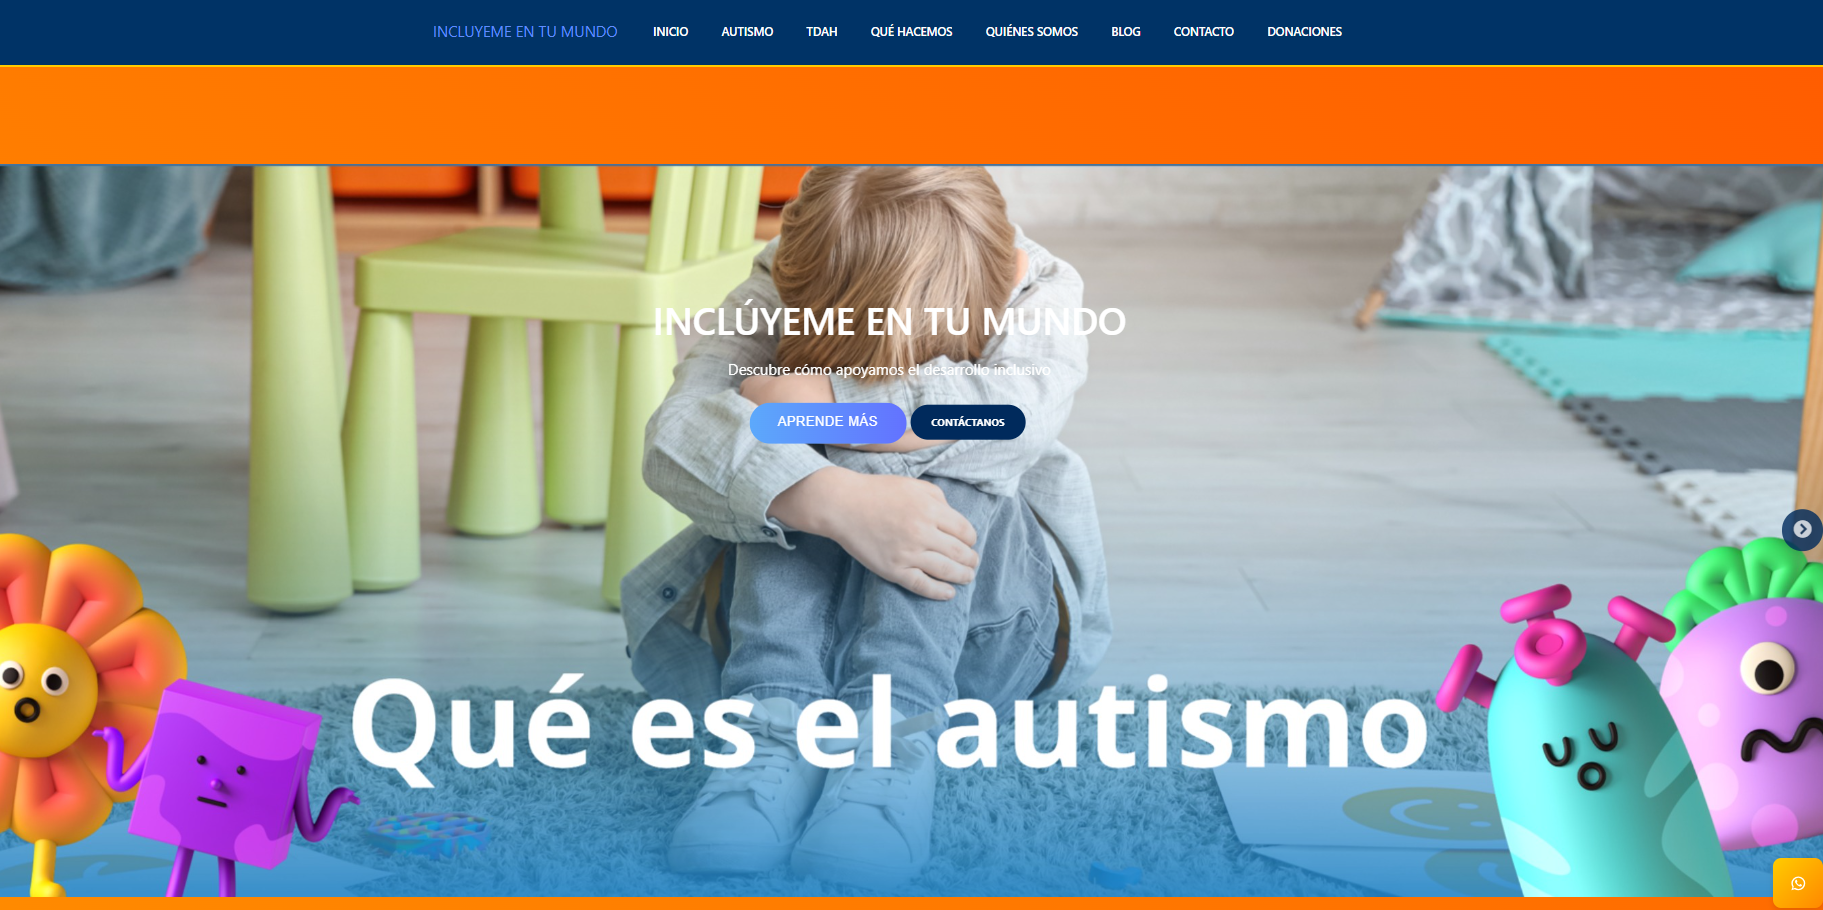 INCLUYEME EN TU MUNDO INICIO AUTISMO TDAH QUÉ HACEMOS QUIÉNES SOMOS BLOG CONTACTO DONACIONES
INCLÚYEME EN TU MUNDO
Descubre cómo apoyamos el desarrollo inclusivo
APRENDE MÁS CONTÁCTANOS
Qué es el autismo